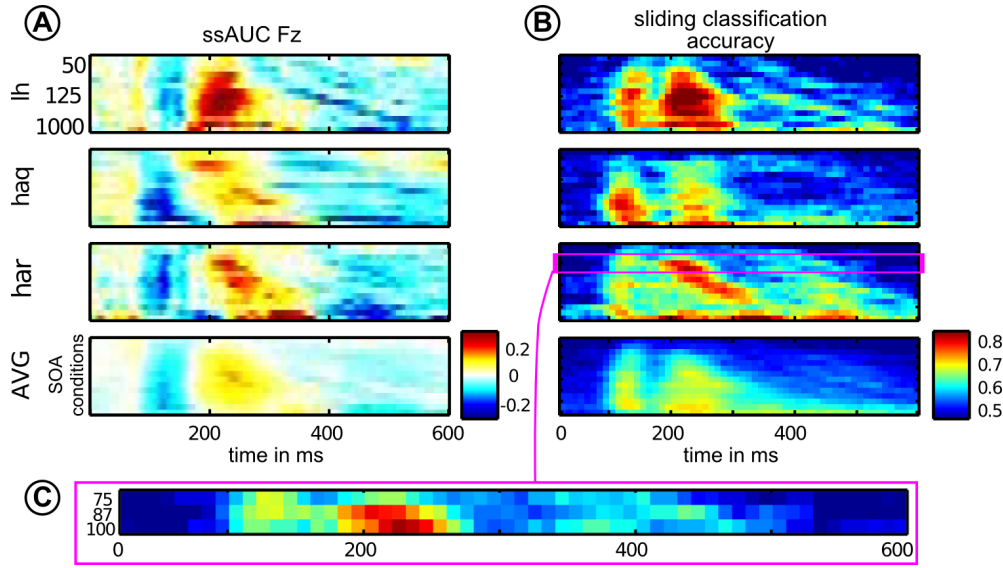 A
ssAUC Fz
B
sliding classification
accuracy
lh
50
125
1000
haq
har
AVG
SOA
conditions
0.2
0
-0.2
0.8
0.7
0.6
0.5
200
400
600
time in ms
0
200
400
time in ms
C
75
87
100
0
200
400
600